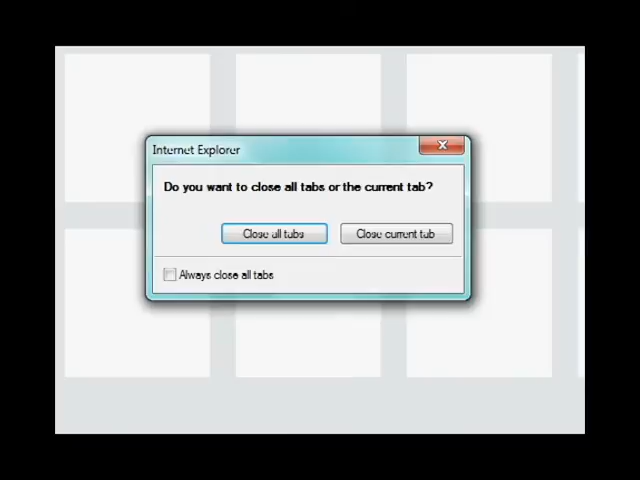 Internet Explorer
Do you want to close all tabs or the current tab?
Close all tabs
Close current tab
Always close all tabs